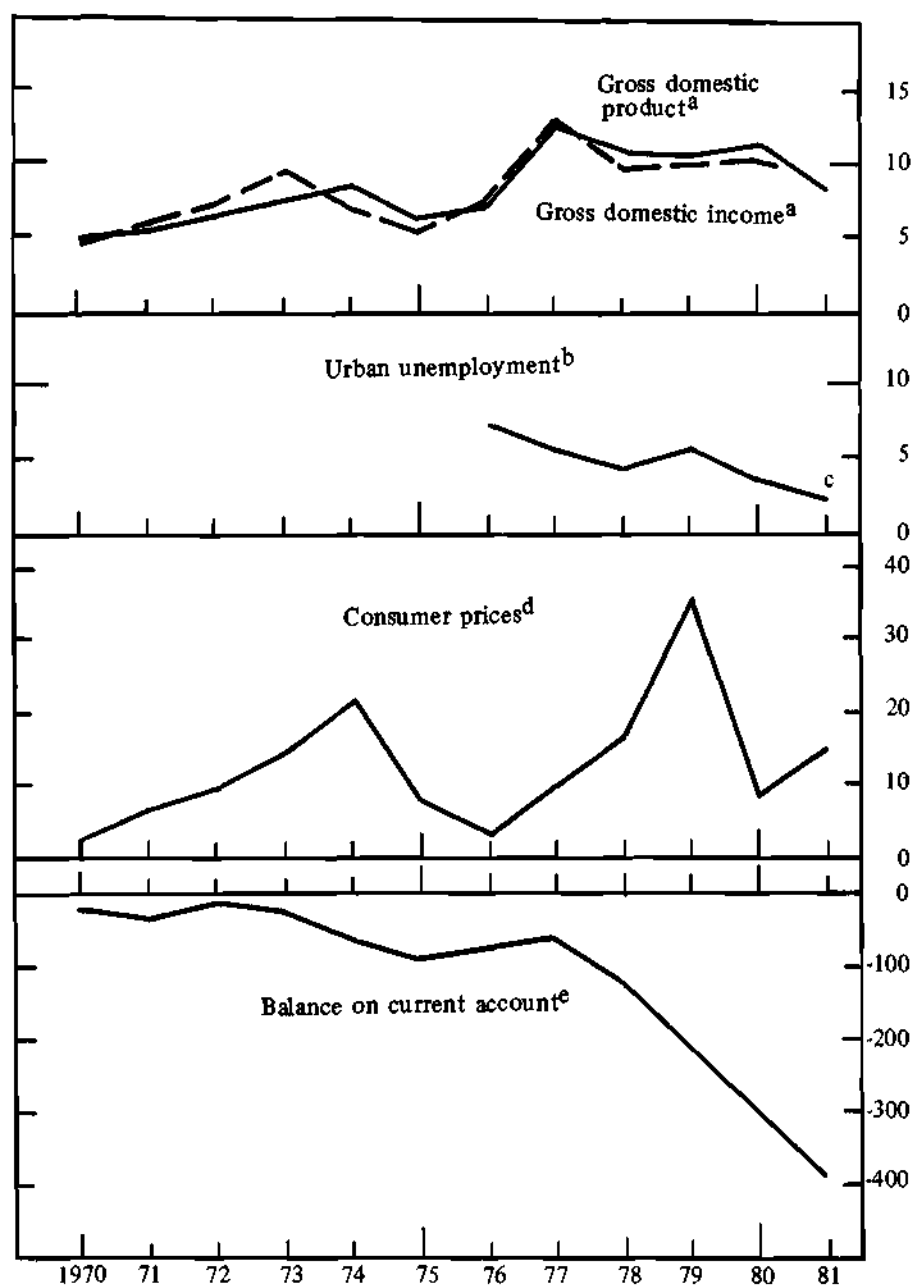 Gross domestic
product^a
15
10
Gross domestic income^a
5
0
Urban unemployment^b
10
5
c
0
40
Consumer prices^d
30
20
10
0
0
-100
Balance on current account^e
-200
-300
-400
1970 71 72 73 74 75 76 77 78 79 80 81